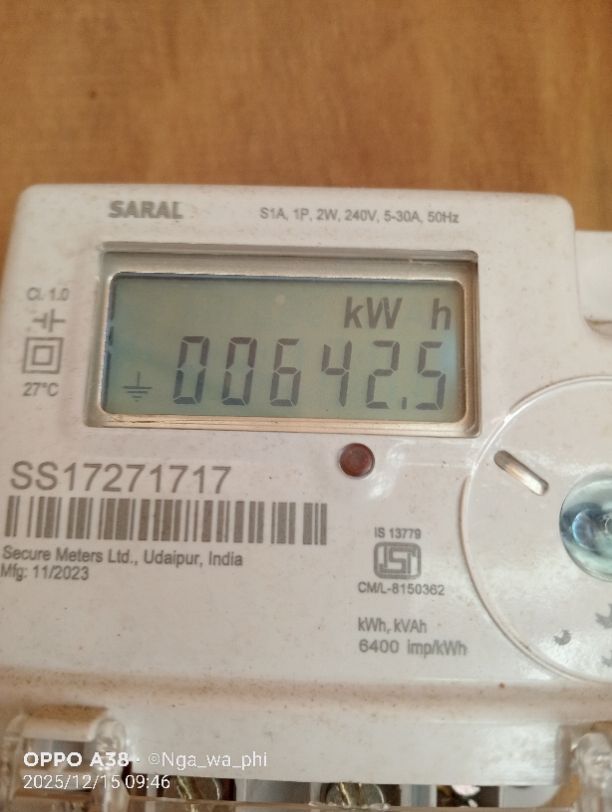 SARAL
S1A, 1P, 2W, 240V, 5-30A, 50Hz
Cl. 1.0
27°C
kW h
00642.5
SS17271717
Secure Meters Ltd., Udaipur, India
Mfg: 11/2023
IS 13779
ISI
CM/L-8150362
kWh, kVAh
6400 imp/kWh
OPPO A38 · ©Nga_wa_phi
2025/12/15 09:46